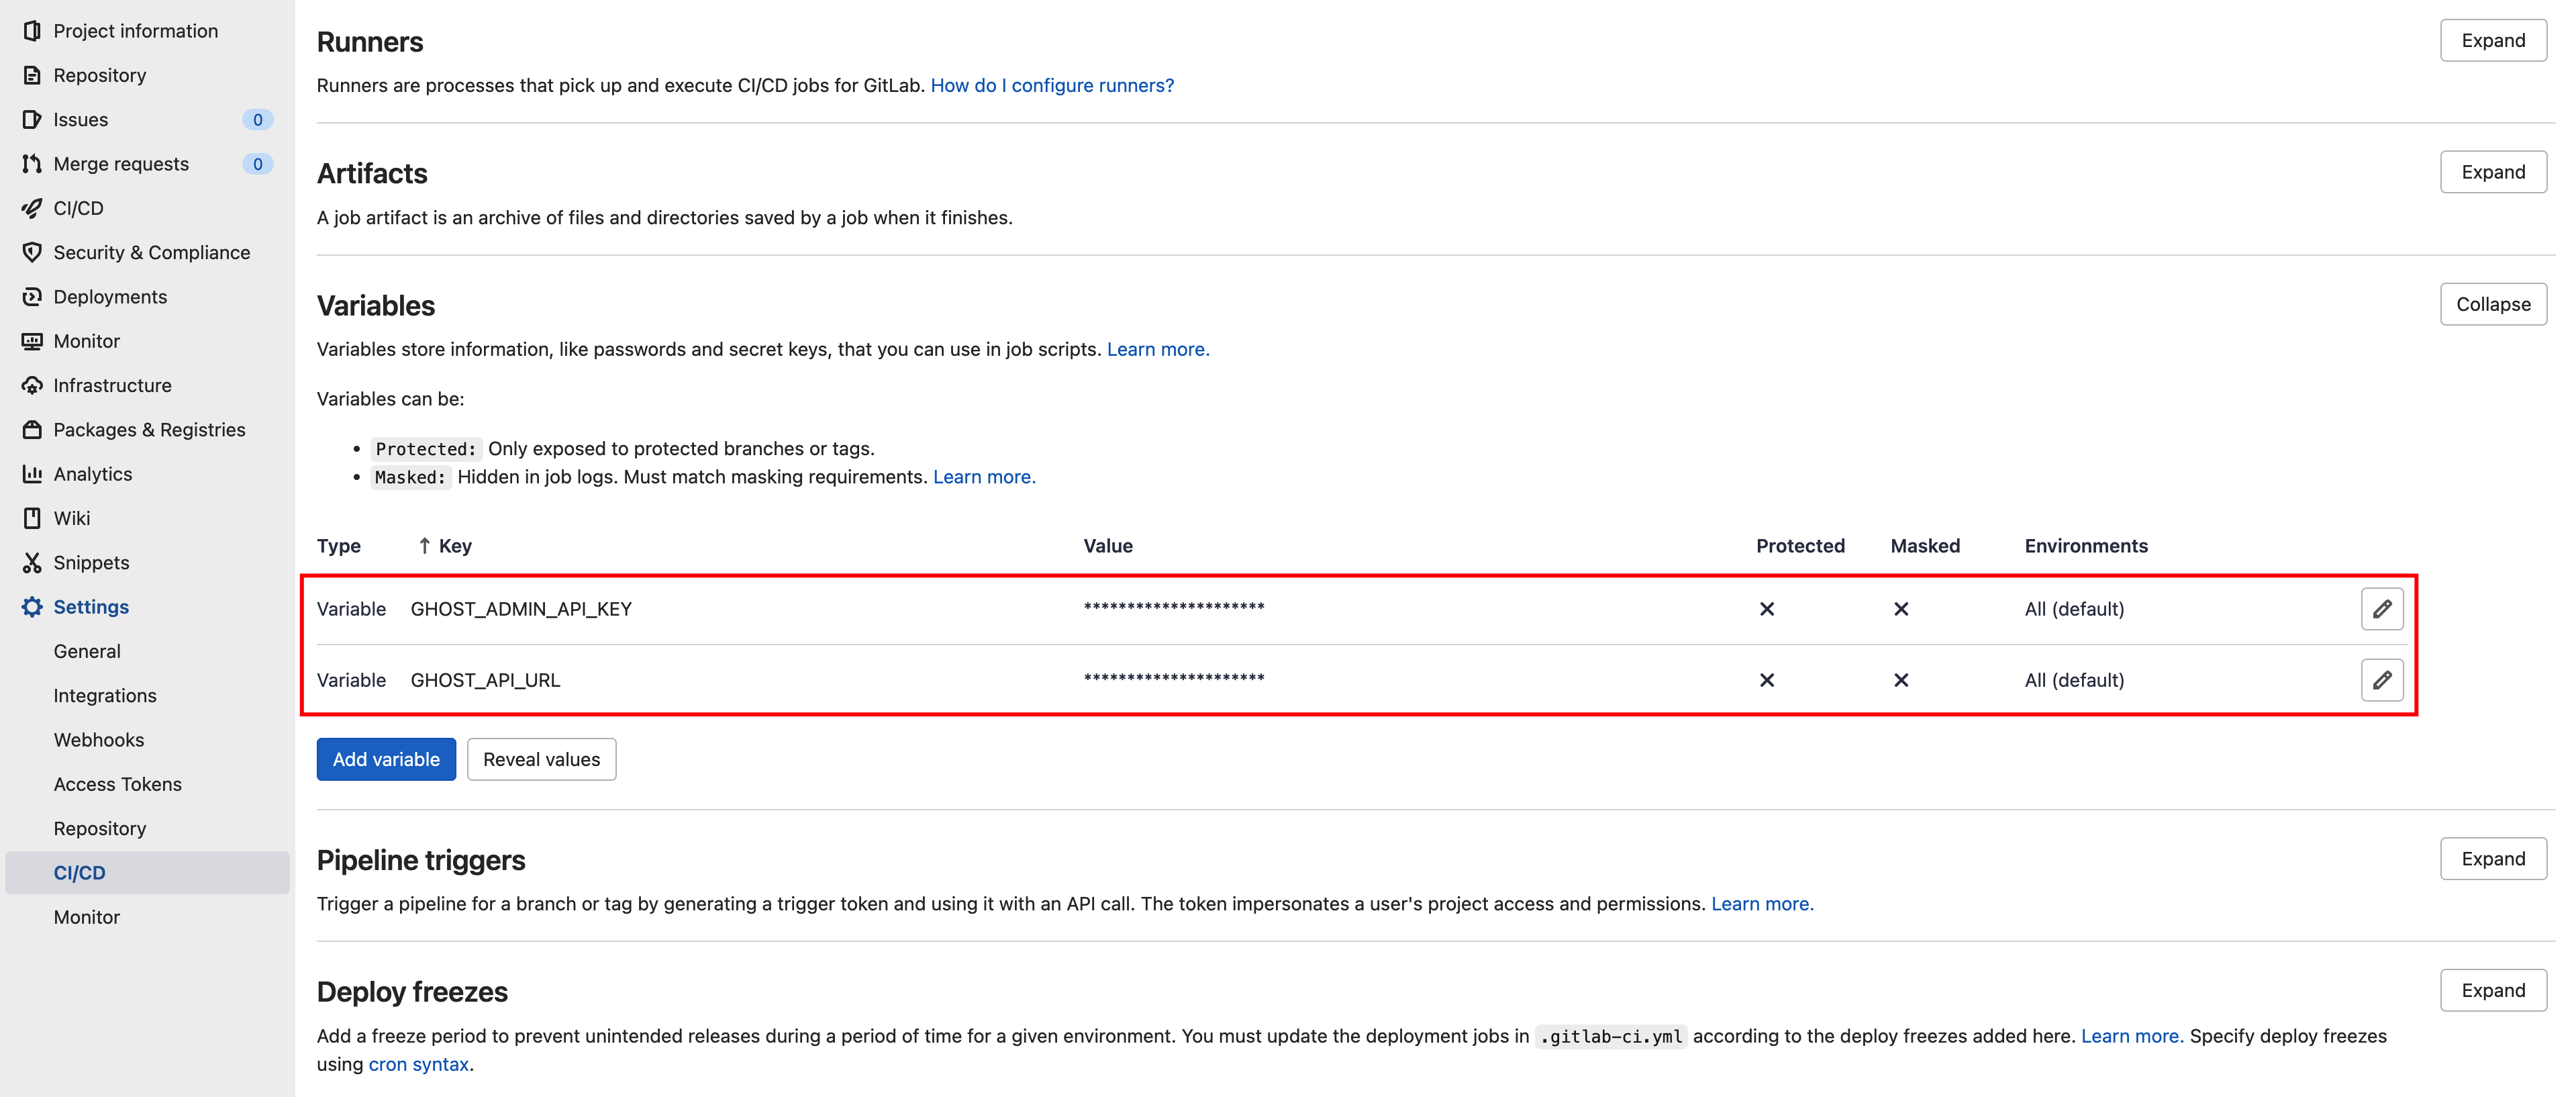 Project information
Repository
Issues 0
Merge requests 0
CI/CD
Security & Compliance
Deployments
Monitor
Infrastructure
Packages & Registries
Analytics
Wiki
Snippets
Settings
General
Integrations
Webhooks
Access Tokens
Repository
CI/CD
Monitor
Runners
Expand
Runners are processes that pick up and execute CI/CD jobs for GitLab. How do I configure runners?
Artifacts
Expand
A job artifact is an archive of files and directories saved by a job when it finishes.
Variables
Collapse
Variables store information, like passwords and secret keys, that you can use in job scripts. Learn more.
Variables can be:
• Protected: Only exposed to protected branches or tags.
• Masked: Hidden in job logs. Must match masking requirements. Learn more.
Type ↑ Key Value Protected Masked Environments
Variable GHOST_ADMIN_API_KEY ********************* ✕ ✕ All (default)
Variable GHOST_API_URL ********************* ✕ ✕ All (default)
Add variable Reveal values
Pipeline triggers
Expand
Trigger a pipeline for a branch or tag by generating a trigger token and using it with an API call. The token impersonates a user's project access and permissions. Learn more.
Deploy freezes
Expand
Add a freeze period to prevent unintended releases during a period of time for a given environment. You must update the deployment jobs in .gitlab-ci.yml according to the deploy freezes added here. Learn more. Specify deploy freezes
using cron syntax.